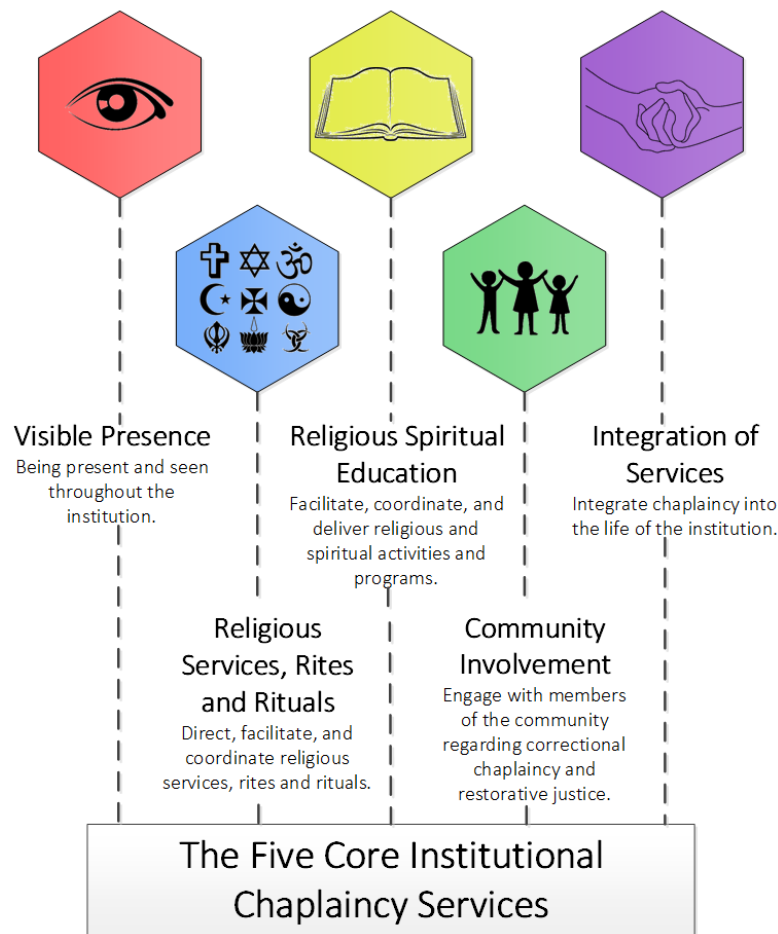 Visible Presence
Being present and seen
throughout the
institution.
Religious Spiritual
Education
Facilitate, coordinate, and
deliver religious and
spiritual activities and
programs.
Integration of
Services
Integrate chaplaincy into
the life of the institution.
Religious
Services, Rites
and Rituals
Direct, facilitate, and
coordinate religious
services, rites and rituals.
Community
Involvement
Engage with members
of the community
regarding correctional
chaplaincy and
restorative justice.
The Five Core Institutional
Chaplaincy Services